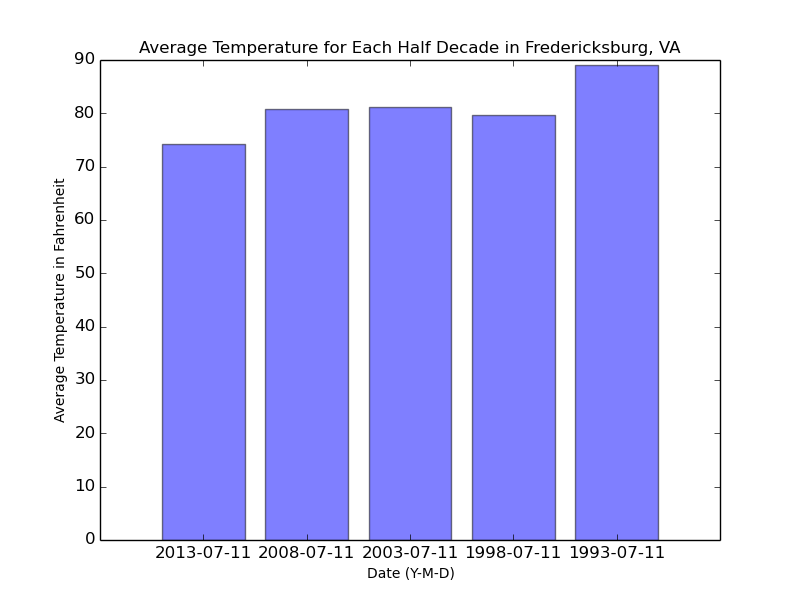 Average Temperature for Each Half Decade in Fredericksburg, VA
90
80
70
60
50
40
30
20
10
0
Average Temperature in Fahrenheit
2013-07-11 2008-07-11 2003-07-11 1998-07-11 1993-07-11
Date (Y-M-D)